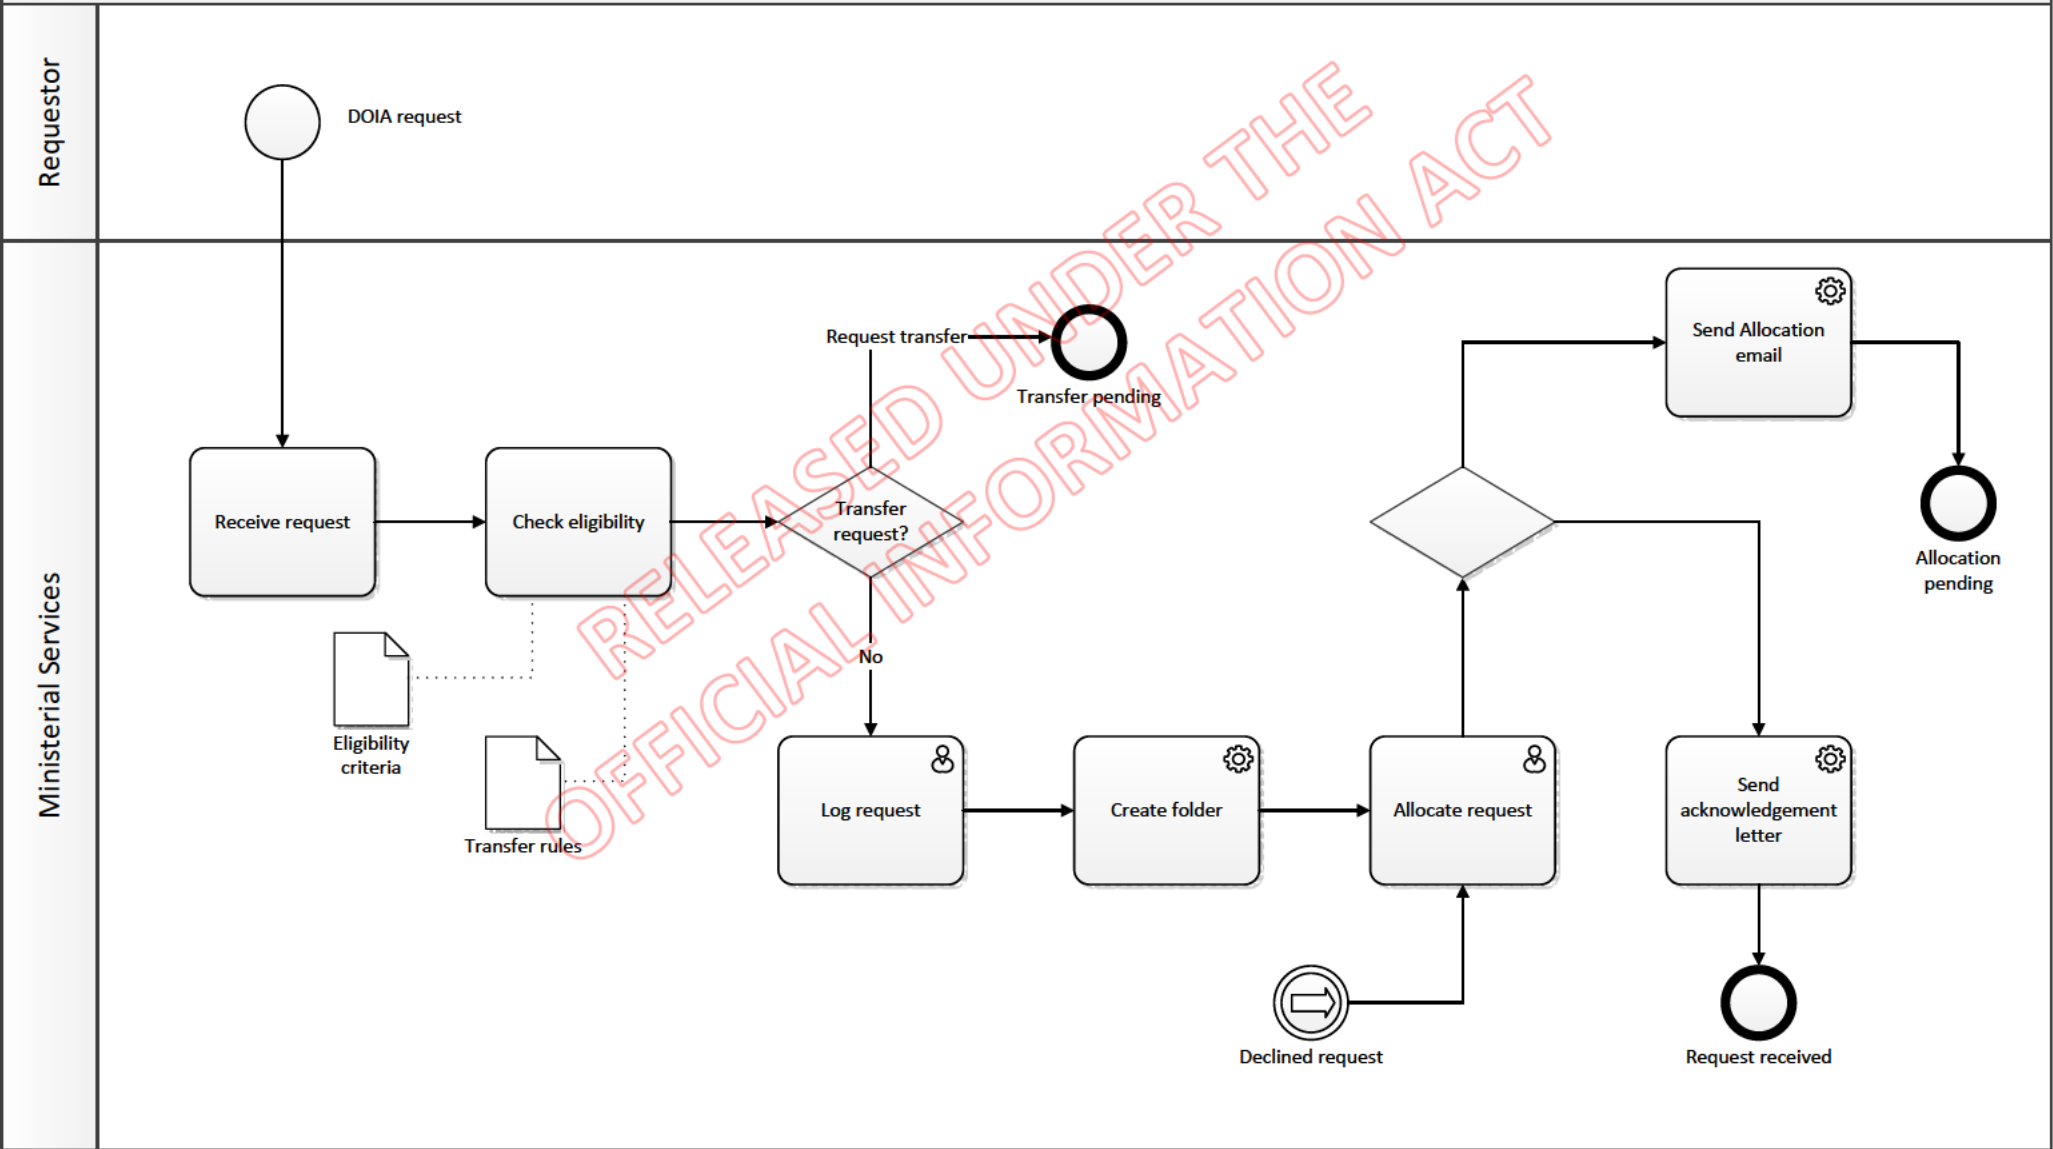 Requestor
DOIA request
Ministerial Services
Receive request
Check eligibility
Eligibility
criteria
Transfer rules
Transfer
request?
Request transfer
Transfer pending
No
Log request
Create folder
Allocate request
Declined request
Send Allocation
email
Allocation
pending
Send
acknowledgement
letter
Request received
RELEASED UNDER THE
OFFICIAL INFORMATION ACT